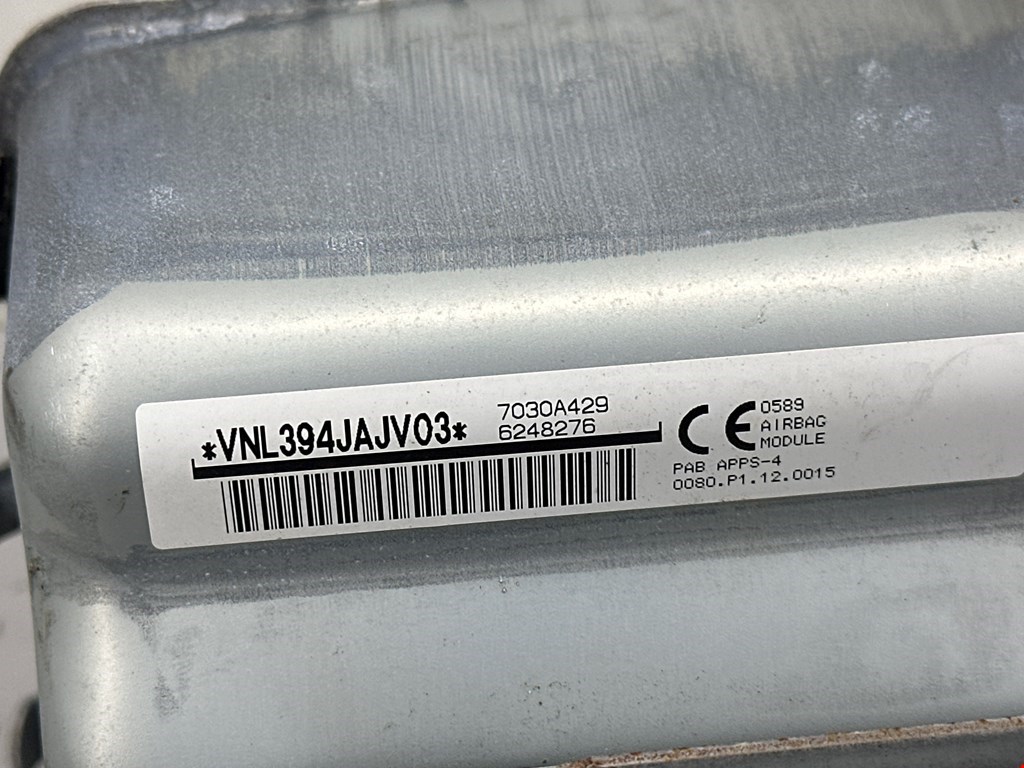 *VNL394JAJV03*
7030A429
6248276
CE 0589
AIRBAG
MODULE
PAB APPS-4
0080.P1.12.0015